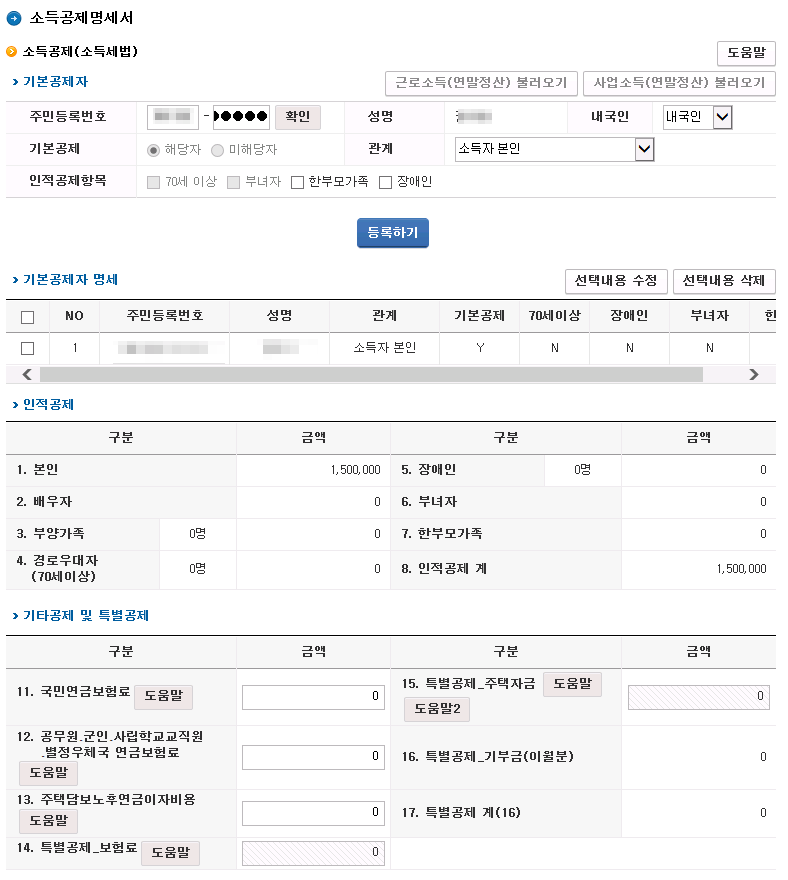 소득공제명세서
소득공제(소득세법)
도움말
기본공제자
근로소득(연말정산) 불러오기
사업소득(연말정산) 불러오기
주민등록번호 - ●●●●●● 확인 성명 내국인 내국인
기본공제 해당자 미해당자 관계 소득자 본인
인적공제항목 70세 이상 부녀자 한부모가족 장애인
등록하기
기본공제자 명세
선택내용 수정 선택내용 삭제
NO 주민등록번호 성명 관계 기본공제 70세이상 장애인 부녀자 한
1 소득자 본인 Y N N N
인적공제
구분 금액 구분 금액
1. 본인 1,500,000 5. 장애인 0명 0
2. 배우자 0 6. 부녀자 0
3. 부양가족 0명 0 7. 한부모가족 0
4. 경로우대자
(70세이상) 0명 0 8. 인적공제 계 1,500,000
기타공제 및 특별공제
구분 금액 구분 금액
11. 국민연금보험료 도움말 0 15. 특별공제_주택자금 도움말 0
도움말2
12. 공무원.군인.사립학교교직원
.별정우체국 연금보험료 0 16. 특별공제_기부금(이월분) 0
도움말
13. 주택담보노후연금이자비용 0 17. 특별공제 계(16) 0
도움말
14. 특별공제_보험료 도움말 0